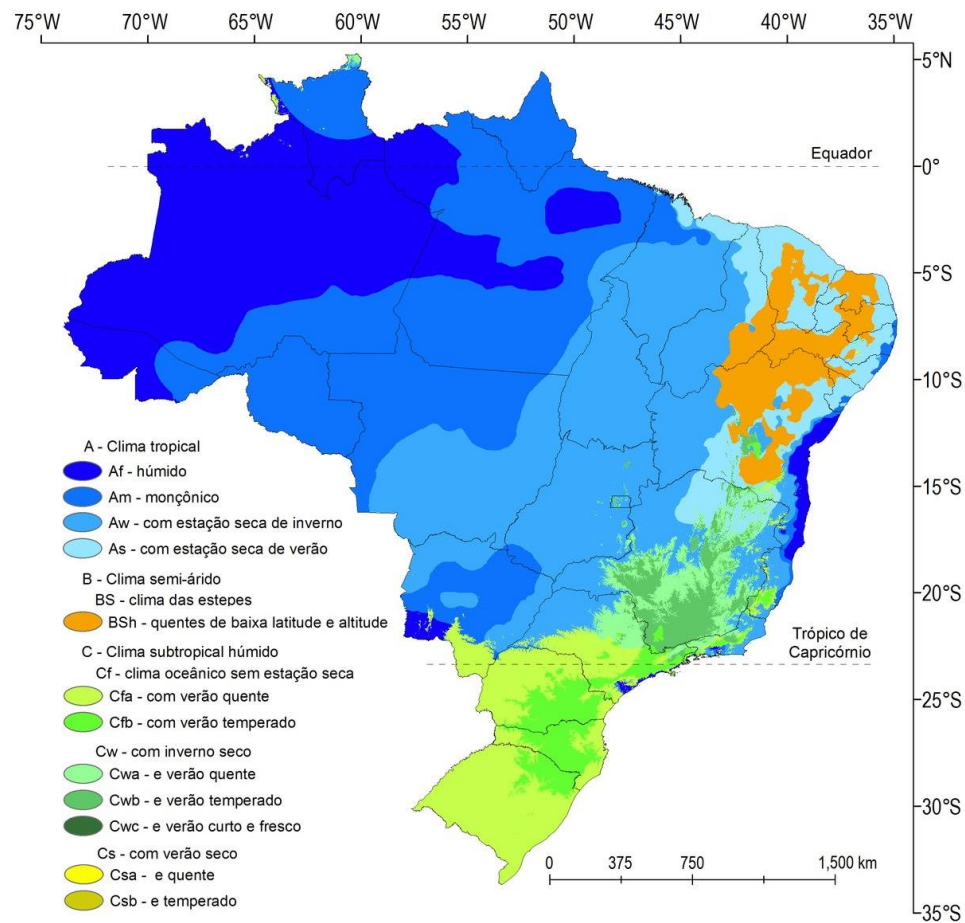 75°W 70°W 65°W 60°W 55°W 50°W 45°W 40°W 35°W
5°N
Equador
0°
5°S
10°S
15°S
20°S
Trópico de
Capricórnio
25°S
30°S
35°S
A - Clima tropical
Af - húmido
Am - monçônico
Aw - com estação seca de inverno
As - com estação seca de verão
B - Clima semi-árido
BS - clima das estepes
BSh - quentes de baixa latitude e altitude
C - Clima subtropical húmido
Cf - clima oceânico sem estação seca
Cfa - com verão quente
Cfb - com verão temperado
Cw - com inverno seco
Cwa - e verão quente
Cwb - e verão temperado
Cwc - e verão curto e fresco
Cs - com verão seco
Csa - e quente
Csb - e temperado
0 375 750 1,500 km